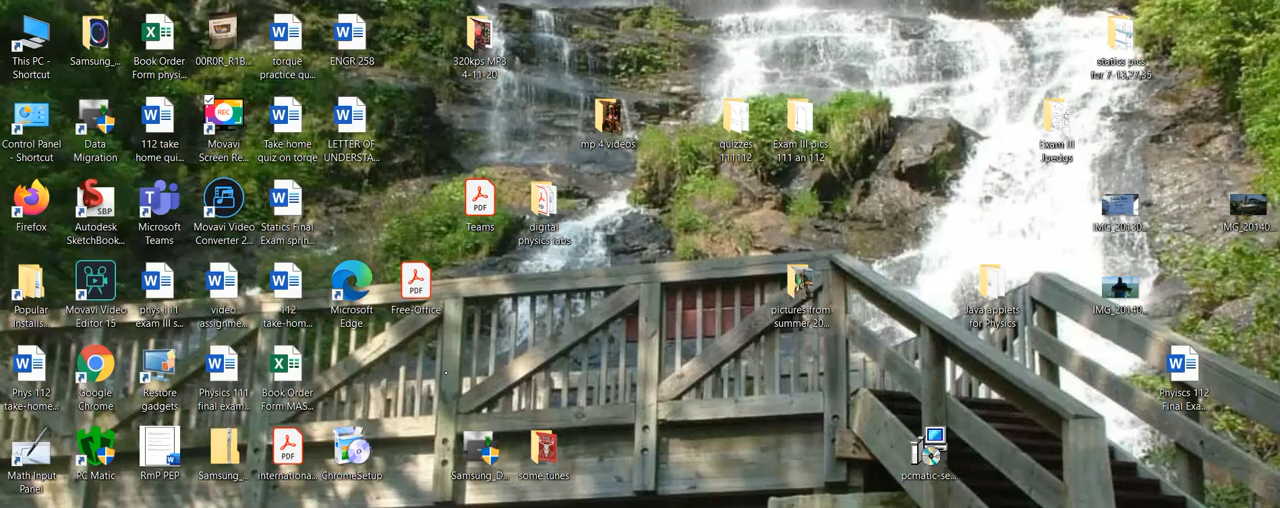 This PC -
Shortcut
Samsung_...
Book Order
Form physi...
00R0R_R1B...
torque
practice qu...
ENGR 258
320kps MP3
4-11-20
statics pics
Control Panel
- Shortcut
Data
Migration
112 take
home qui...
REC
Movavi
Screen Re...
Take home
quiz on torqe
LETTER OF
UNDERSTA...
mp 4 videos
quizzes
111112
Exam III pics
111 an 112
Exam III
Jpedgs
Firefox
SBP
Autodesk
SketchBook...
Microsoft
Teams
Movavi Video
Converter 2...
Statics Final
Exam sprin...
PDF
Teams
digital
physics labs
IMG_20130...
IMG_20140...
Popular
Installs...
Movavi Video
Editor 15
phys 111
exam III s...
video
assignme...
112
take-hom...
Microsoft
Edge
PDF
Free-Office
pictures from
summer 20...
Java applets
for Physics
IMG_20140...
Phys 112
take-home...
Google
Chrome
Restore
gadgets
Physics 111
final exam...
Book Order
Form MAS...
Phyiscs 112
Final Exa...
Math Input
Panel
PC Matic
RmP PEP
Samsung_...
PDF
internationa...
ChromeSetup
Samsung_D...
some tunes
pcmatic-se...